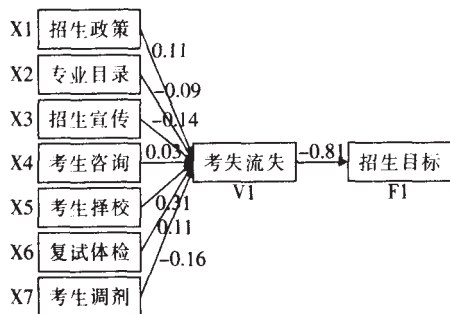 X1 招生政策
0.11
X2 专业目录
-0.09
X3 招生宣传
-0.14
X4 考生咨询 0.03 考失流失 -0.81 招生目标
V1 F1
X5 考生择校
0.31
X6 复试体检
0.11
-0.16
X7 考生调剂